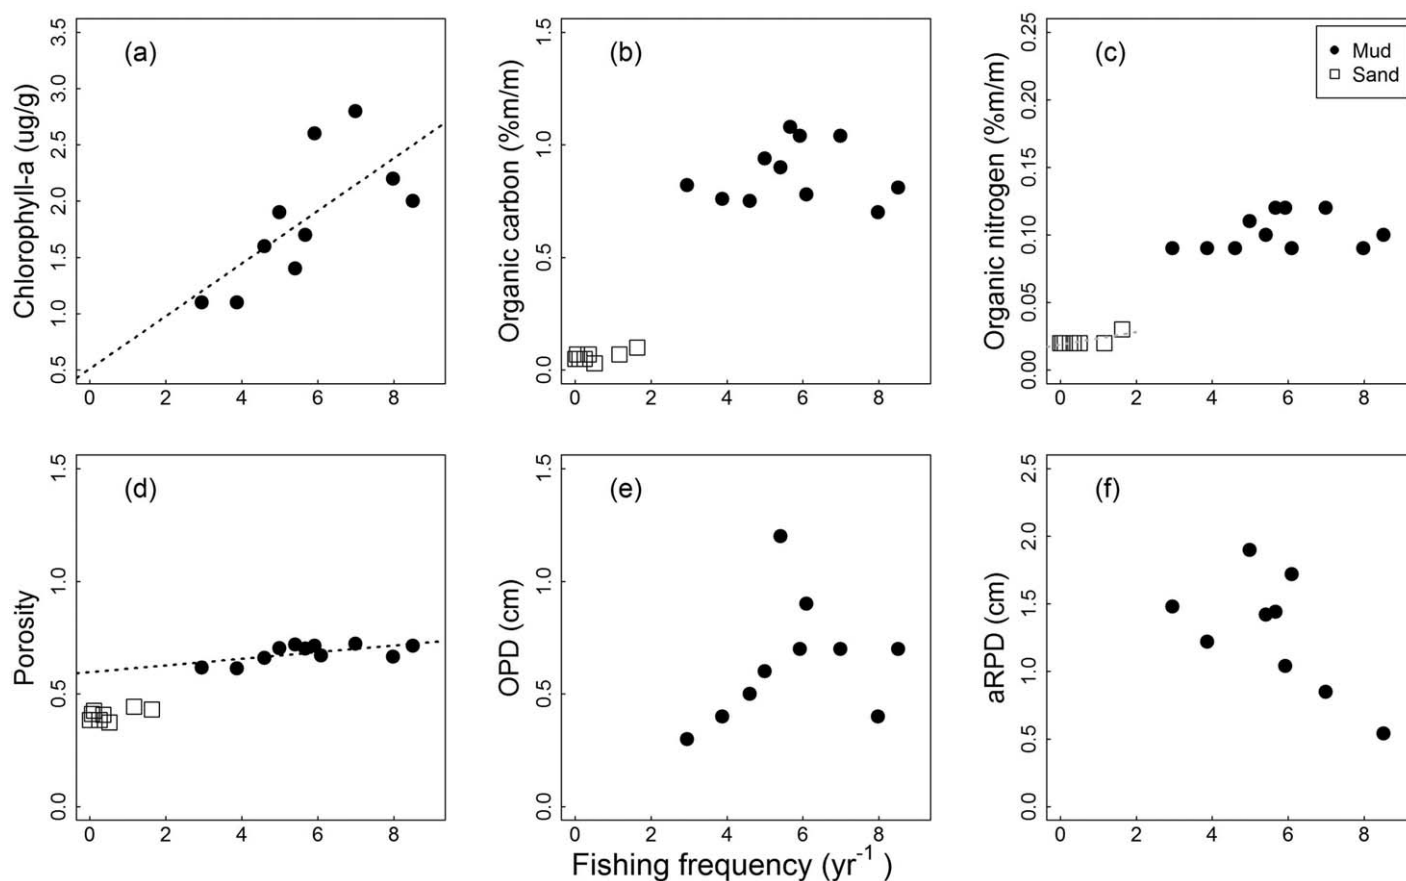 (a)
Chlorophyll-a (ug/g)
3.5
3.0
2.5
2.0
1.5
1.0
0.5
0 2 4 6 8
(b)
Organic carbon (%m/m)
1.5
1.0
0.5
0.0
0 2 4 6 8
(c)
Organic nitrogen (%m/m)
0.25
0.20
0.15
0.10
0.05
0.00
0 2 4 6 8
Mud
Sand
(d)
Porosity
1.5
1.0
0.5
0.0
0 2 4 6 8
(e)
OPD (cm)
1.5
1.0
0.5
0.0
0 2 4 6 8
(f)
aRPD (cm)
2.5
2.0
1.5
1.0
0.5
0.0
0 2 4 6 8
Fishing frequency (yr⁻¹ )